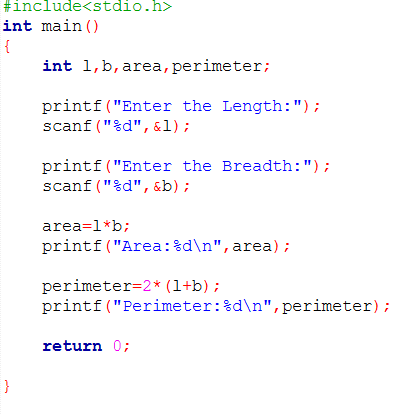 #include<stdio.h>
int main()
{
int l,b,area,perimeter;
printf("Enter the Length:");
scanf("%d",&l);
printf("Enter the Breadth:");
scanf("%d",&b);
area=l*b;
printf("Area:%d\n",area);
perimeter=2*(l+b);
printf("Perimeter:%d\n",perimeter);
return 0;
}